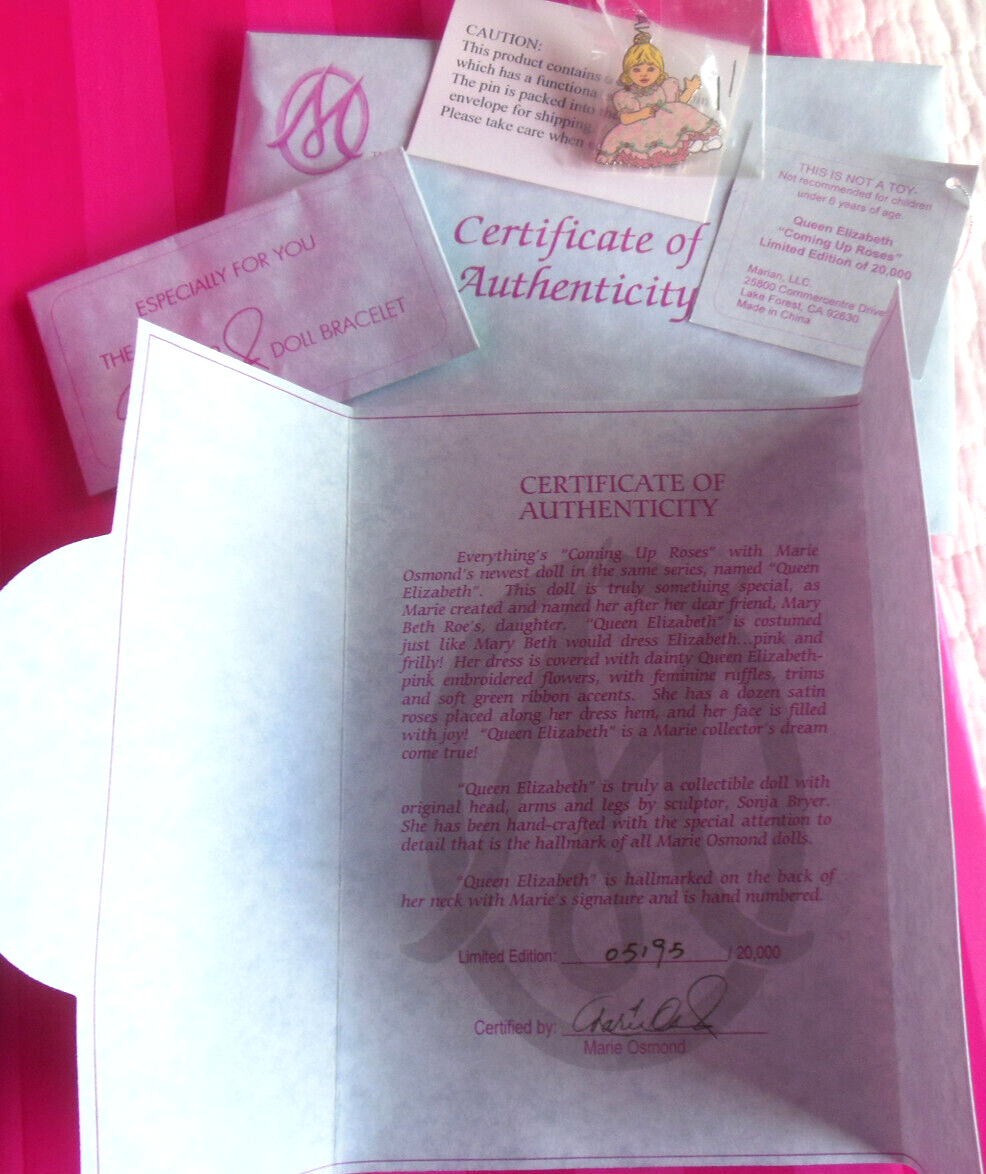 CAUTION:
This product contains
which has a functiona
The pin is packed into
envelope for shipping.
Please take care when
THIS IS NOT A TOY-
Not recommended for children
under 6 years of age.
Queen Elizabeth
"Coming Up Roses"
Limited Edition of 20,000
Marian, LLC.
25800 Commercentre Drive
Lake Forest, CA 92630
Made in China
Certificate of
Authenticity
ESPECIALLY FOR YOU
THE DOLL BRACELET
CERTIFICATE OF
AUTHENTICITY
Everything's "Coming Up Roses" with Marie
Osmond's newest doll in the same series, named "Queen
Elizabeth". This doll is truly something special, as
Marie created and named her after her dear friend, Mary
Beth Roe's, daughter. "Queen Elizabeth" is costumed
just like Mary Beth would dress Elizabeth...pink and
frilly! Her dress is covered with dainty Queen Elizabeth-
pink embroidered flowers, with feminine ruffles, trims
and soft green ribbon accents. She has a dozen satin
roses placed along her dress hem, and her face is filled
with joy! "Queen Elizabeth" is a Marie collector's dream
come true!
"Queen Elizabeth" is truly a collectible doll with
original head, arms and legs by sculptor, Sonja Bryer.
She has been hand-crafted with the special attention to
detail that is the hallmark of all Marie Osmond dolls.
"Queen Elizabeth" is hallmarked on the back of
her neck with Marie's signature and is hand numbered.
Limited Edition: 05195 / 20,000
Certified by:
Marie Osmond